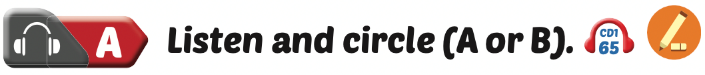 A Listen and circle (A or B). CD1
65